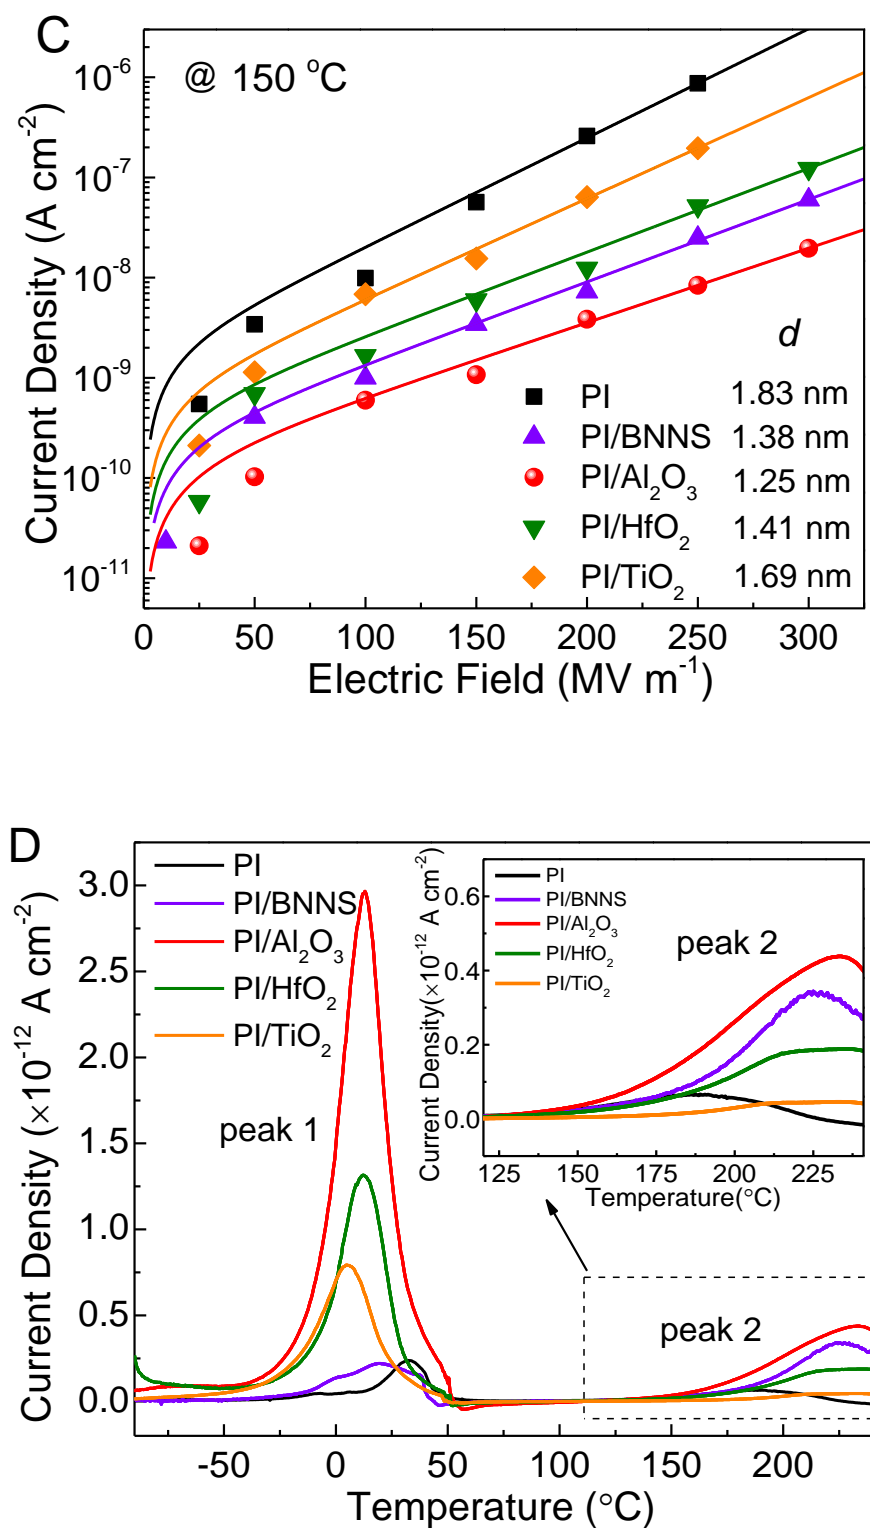 C
@ 150 °C
Current Density (A cm⁻²)
10⁻⁶
10⁻⁷
10⁻⁸
10⁻⁹
10⁻¹⁰
10⁻¹¹
d
PI 1.83 nm
PI/BNNS 1.38 nm
PI/Al₂O₃ 1.25 nm
PI/HfO₂ 1.41 nm
PI/TiO₂ 1.69 nm
0 50 100 150 200 250 300
Electric Field (MV m⁻¹)
D
Current Density (×10⁻¹² A cm⁻²)
3.0
2.5
2.0
1.5
1.0
0.5
0.0
PI
PI/BNNS
PI/Al₂O₃
PI/HfO₂
PI/TiO₂
peak 1
Current Density(×10⁻¹² A cm⁻²)
0.6
0.4
0.2
0.0
PI
PI/BNNS
PI/Al₂O₃
PI/HfO₂
PI/TiO₂
peak 2
125 150 175 200 225
Temperature(°C)
peak 2
-50 0 50 100 150 200
Temperature (°C)